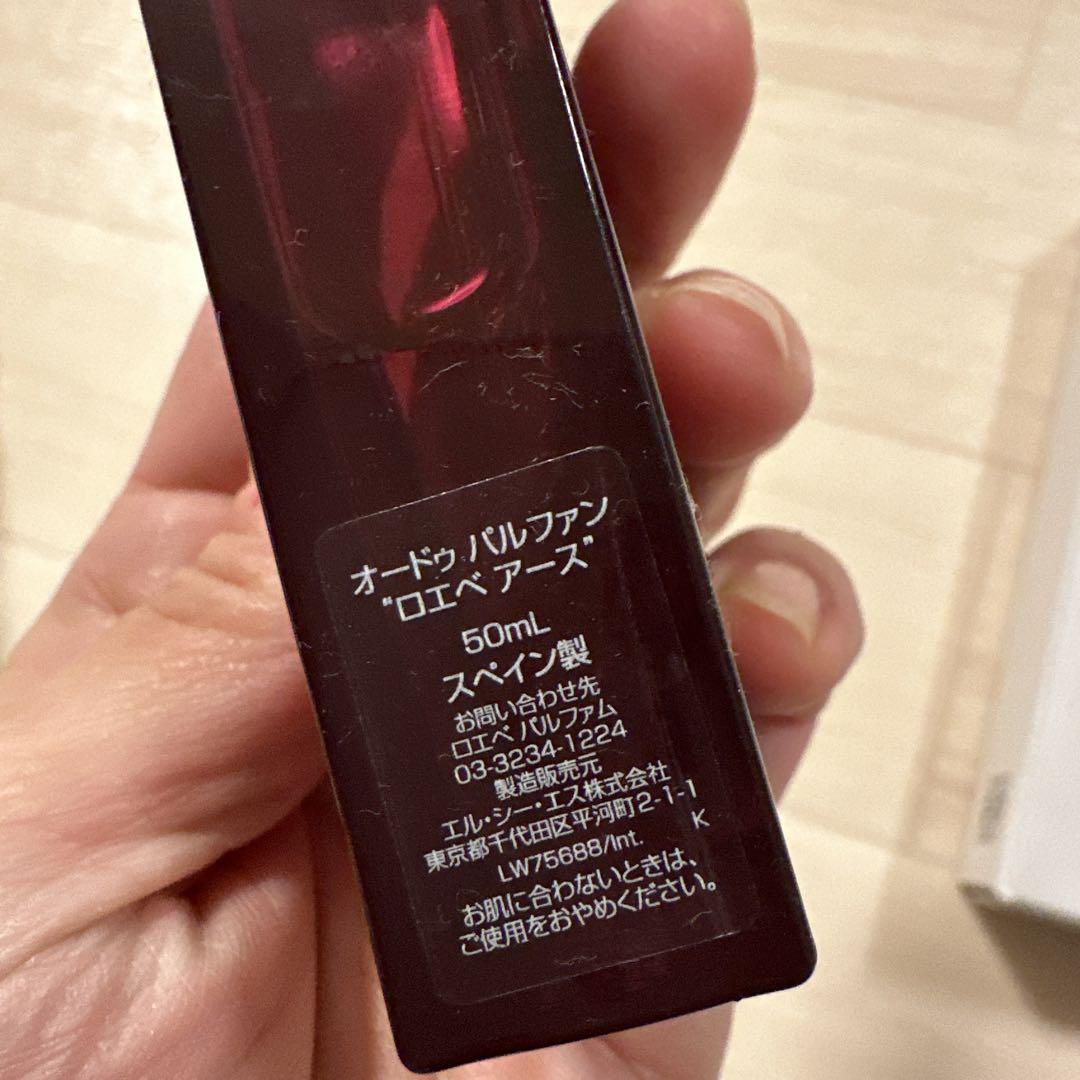 オードゥ パルファン
“ロエベ アース”
50mL
スペイン製
お問い合わせ先
ロエベ パルファム
03-3234-1224
製造販売元
エル・シー・エス株式会社
東京都千代田区平河町2-1-1
LW75688/Int. K
お肌に合わないときは、
ご使用をおやめください。